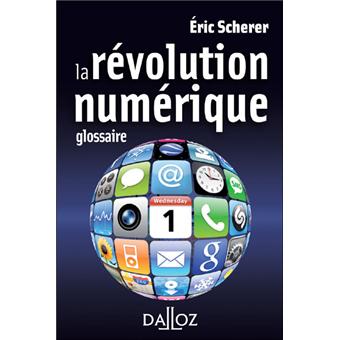 Éric Scherer
la révolution
numérique
glossaire
@
Wednesday
1
g
DALLOZ